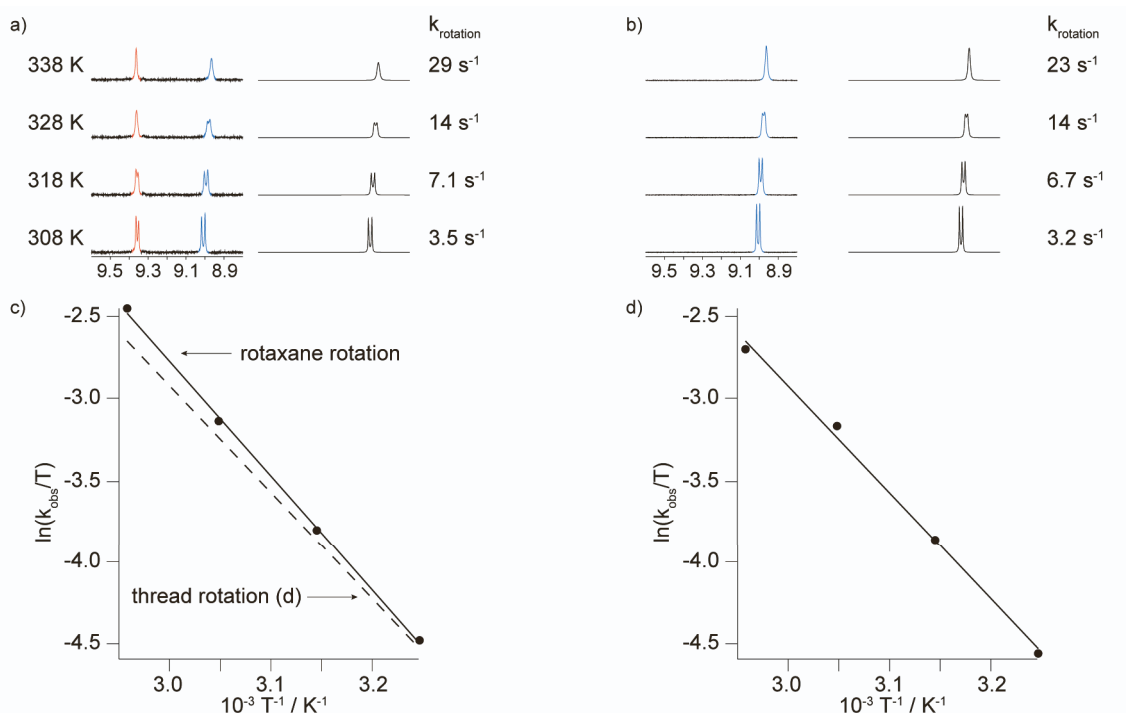 a)
k_rotation
338 K
29 s⁻¹
328 K
14 s⁻¹
318 K
7.1 s⁻¹
308 K
3.5 s⁻¹
9.5 9.3 9.1 8.9
b)
k_rotation
23 s⁻¹
14 s⁻¹
6.7 s⁻¹
3.2 s⁻¹
9.5 9.3 9.1 8.9
c)
-2.5
-3.0
-3.5
-4.0
-4.5
ln(k_obs/T)
rotaxane rotation
thread rotation (d)
3.0 3.1 3.2
10⁻³ T⁻¹ / K⁻¹
d)
-2.5
-3.0
-3.5
-4.0
-4.5
ln(k_obs/T)
3.0 3.1 3.2
10⁻³ T⁻¹ / K⁻¹